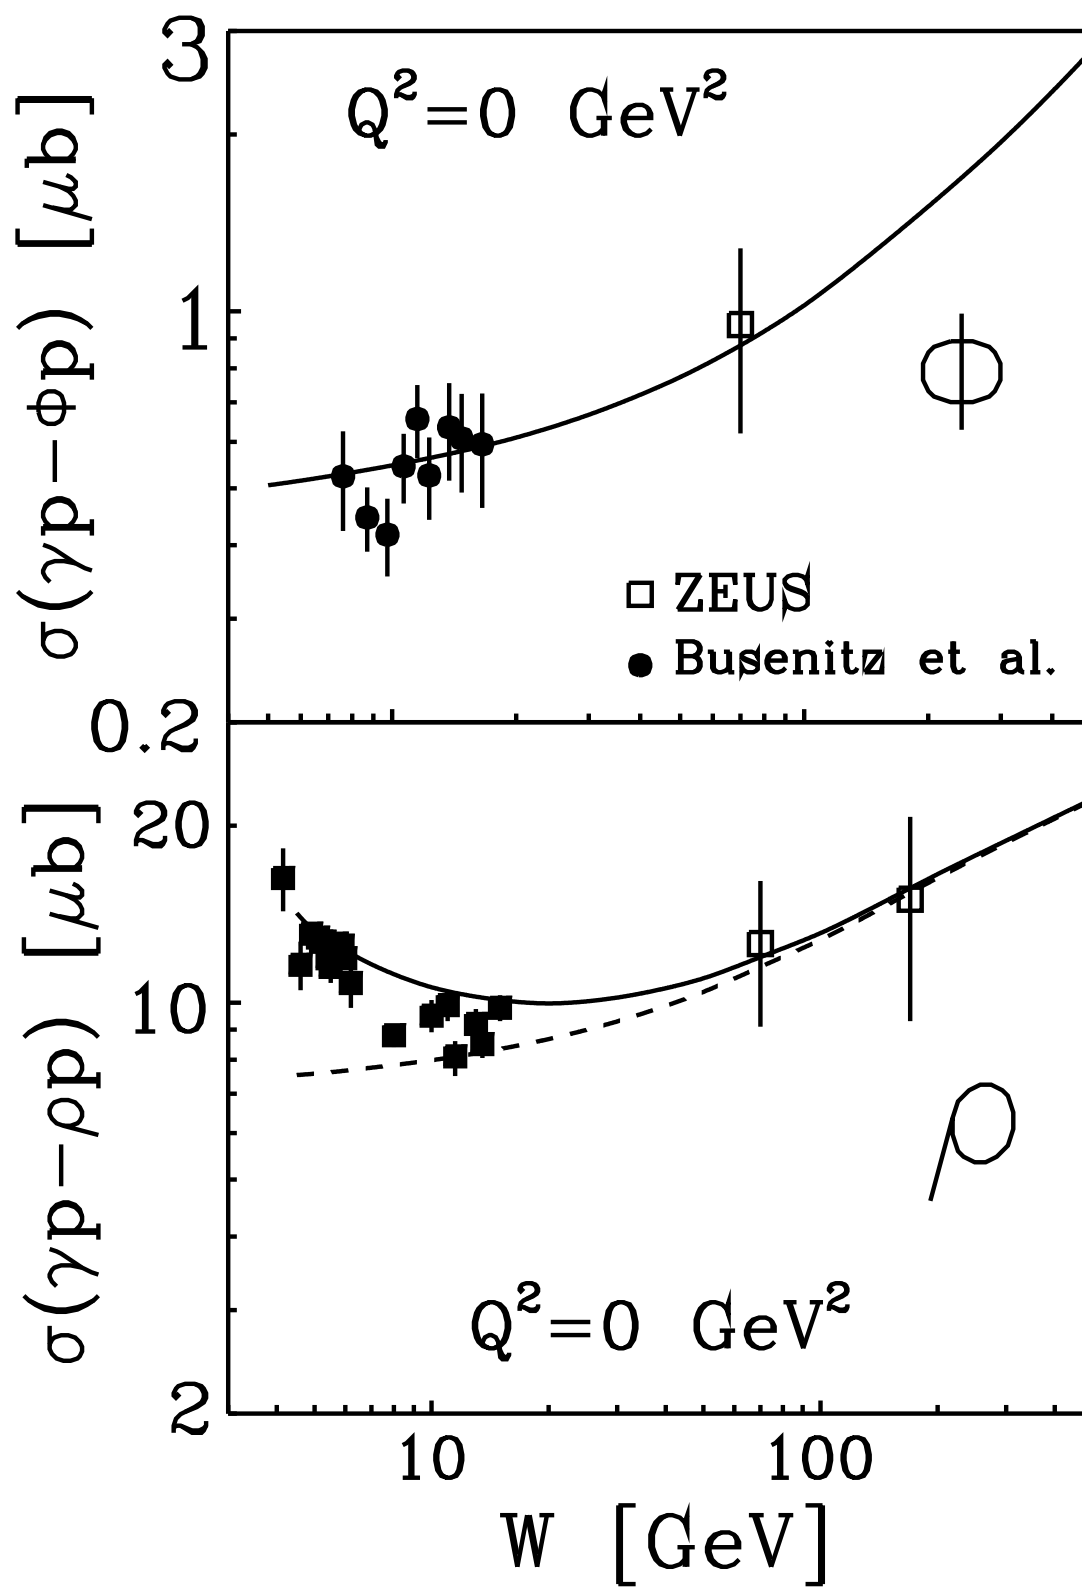 3
Q²=0 GeV²
σ(γp−Φp) [μb]
1
Φ
ZEUS
Busenitz et al.
0.2
20
σ(γp−ρp) [μb]
10
ρ
Q²=0 GeV²
2
10 100
W [GeV]